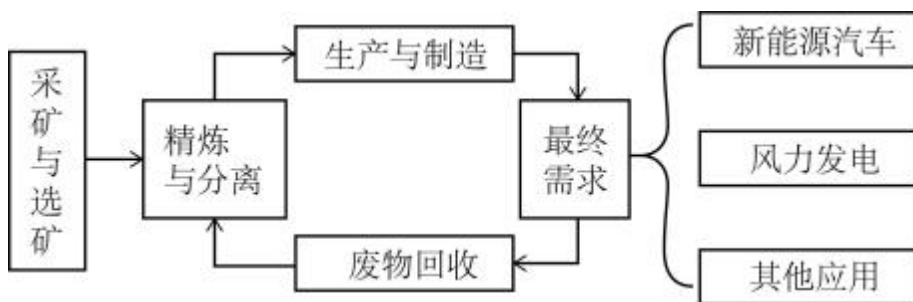 采矿与选矿
精炼
与分离
生产与制造
最终
需求
废物回收
新能源汽车
风力发电
其他应用